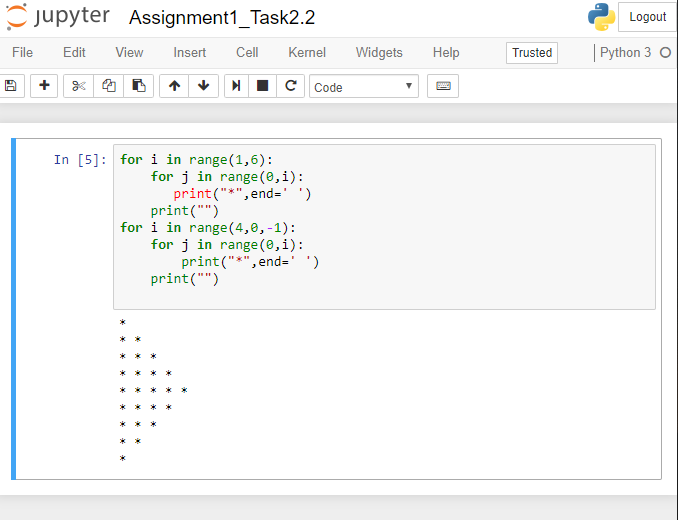 jupyter Assignment1_Task2.2 Logout
File Edit View Insert Cell Kernel Widgets Help Trusted Python 3
Code
In [5]: for i in range(1,6):
    for j in range(0,i):
       print("*",end=' ')
    print("")
for i in range(4,0,-1):
    for j in range(0,i):
        print("*",end=' ')
    print("")
*
* *
* * *
* * * *
* * * * *
* * * *
* * *
* *
*